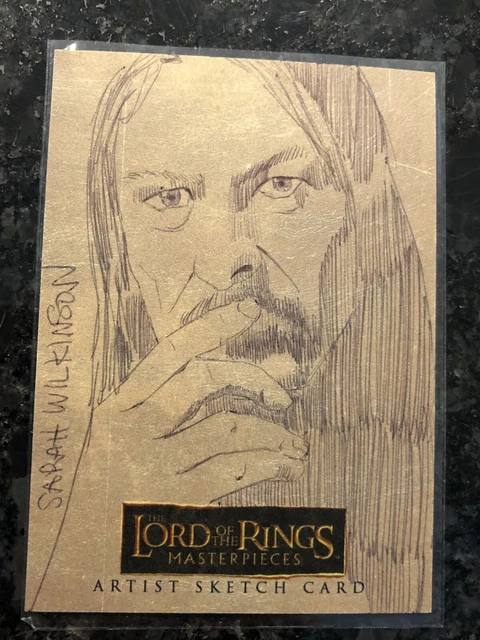 SARAH WILKINSON
THE
LORD OF THE RINGS
MASTERPIECES
ARTIST SKETCH CARD